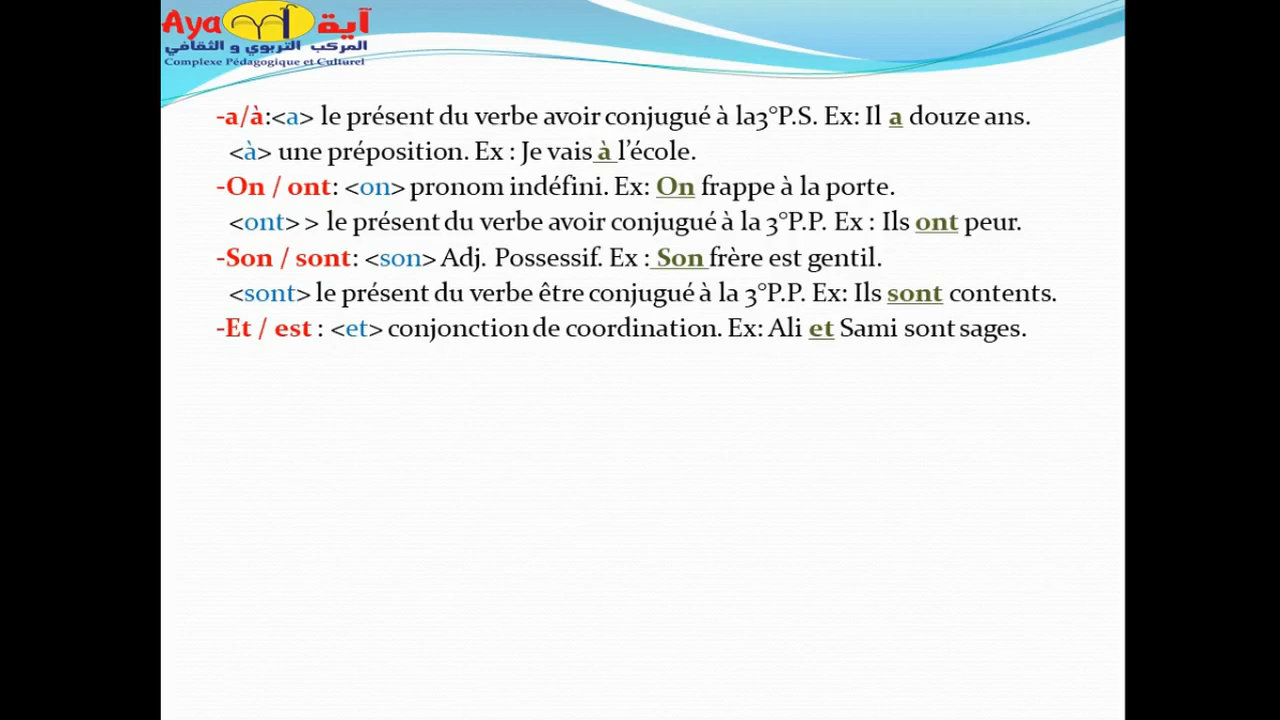 Aya آية
المركب التربوي و الثقافي
Complexe Pédagogique et Culturel
-a/à:<a> le présent du verbe avoir conjugué à la3°P.S. Ex: Il a douze ans.
<à> une préposition. Ex : Je vais à l’école.
-On / ont: <on> pronom indéfini. Ex: On frappe à la porte.
<ont> > le présent du verbe avoir conjugué à la 3°P.P. Ex : Ils ont peur.
-Son / sont: <son> Adj. Possessif. Ex : Son frère est gentil.
<sont> le présent du verbe être conjugué à la 3°P.P. Ex: Ils sont contents.
-Et / est : <et> conjonction de coordination. Ex: Ali et Sami sont sages.